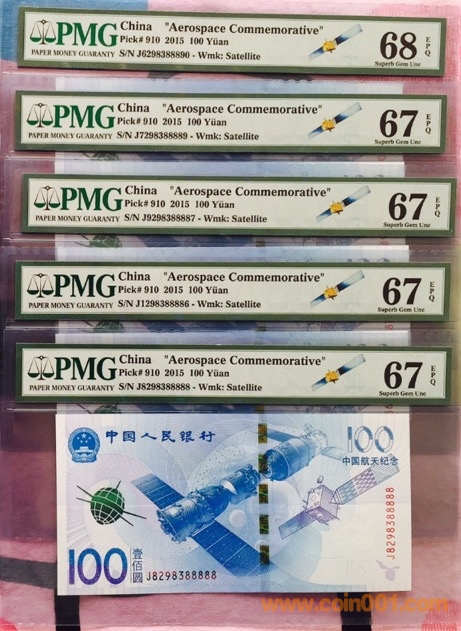 PMG
PAPER MONEY GUARANTY
China "Aerospace Commemorative"
Pick# 910 2015 100 Yüan
S/N J6298388890 - Wmk: Satellite
68 EPQ
Superb Gem Unc
PMG
PAPER MONEY GUARANTY
China "Aerospace Commemorative"
Pick# 910 2015 100 Yüan
S/N J7298388889 - Wmk: Satellite
67 EPQ
Superb Gem Unc
PMG
PAPER MONEY GUARANTY
China "Aerospace Commemorative"
Pick# 910 2015 100 Yüan
S/N J9298388887 - Wmk: Satellite
67 EPQ
Superb Gem Unc
PMG
PAPER MONEY GUARANTY
China "Aerospace Commemorative"
Pick# 910 2015 100 Yüan
S/N J1298388886 - Wmk: Satellite
67 EPQ
Superb Gem Unc
PMG
PAPER MONEY GUARANTY
China "Aerospace Commemorative"
Pick# 910 2015 100 Yüan
S/N J8298388888 - Wmk: Satellite
67 EPQ
Superb Gem Unc
中国人民银行
100
中国航天纪念
J8298388888
100 壹佰圆
J8298388888
www.coin001.com